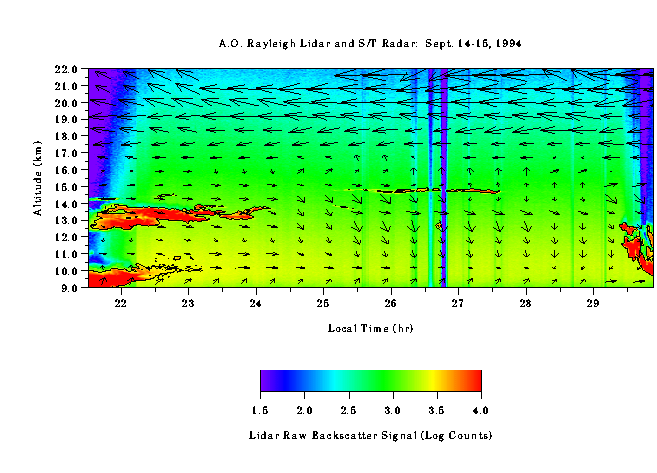 A.O. Rayleigh Lidar and S/T Radar: Sept. 14-15, 1994
22.0
21.0
20.0
19.0
18.0
17.0
16.0
15.0
14.0
13.0
12.0
11.0
10.0
9.0
Altitude (km)
22 23 24 25 26 27 28 29
Local Time (hr)
1.5 2.0 2.5 3.0 3.5 4.0
Lidar Raw Backscatter Signal (Log Counts)